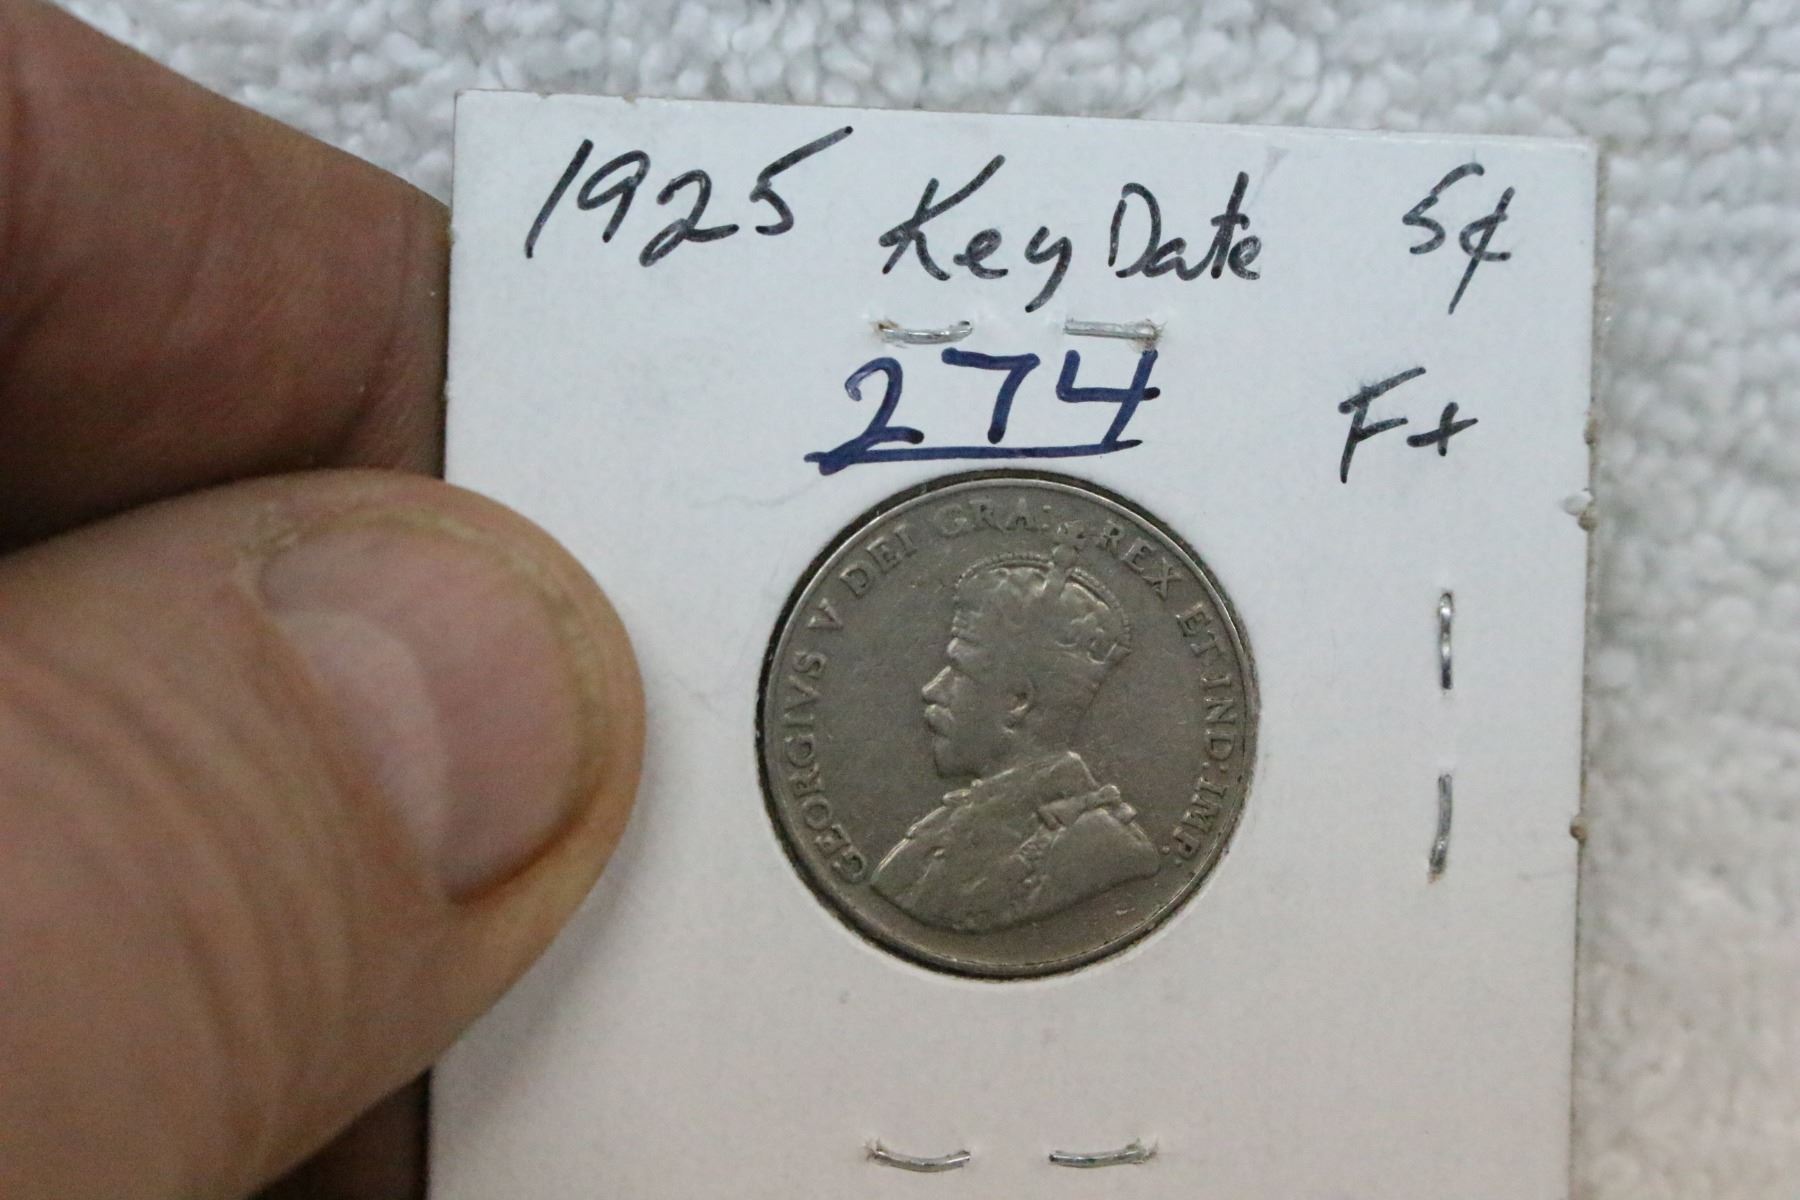 1925 Key Date 5¢
274 F+
GEORGIVS V DEI GRA: REX ET IND: IMP: